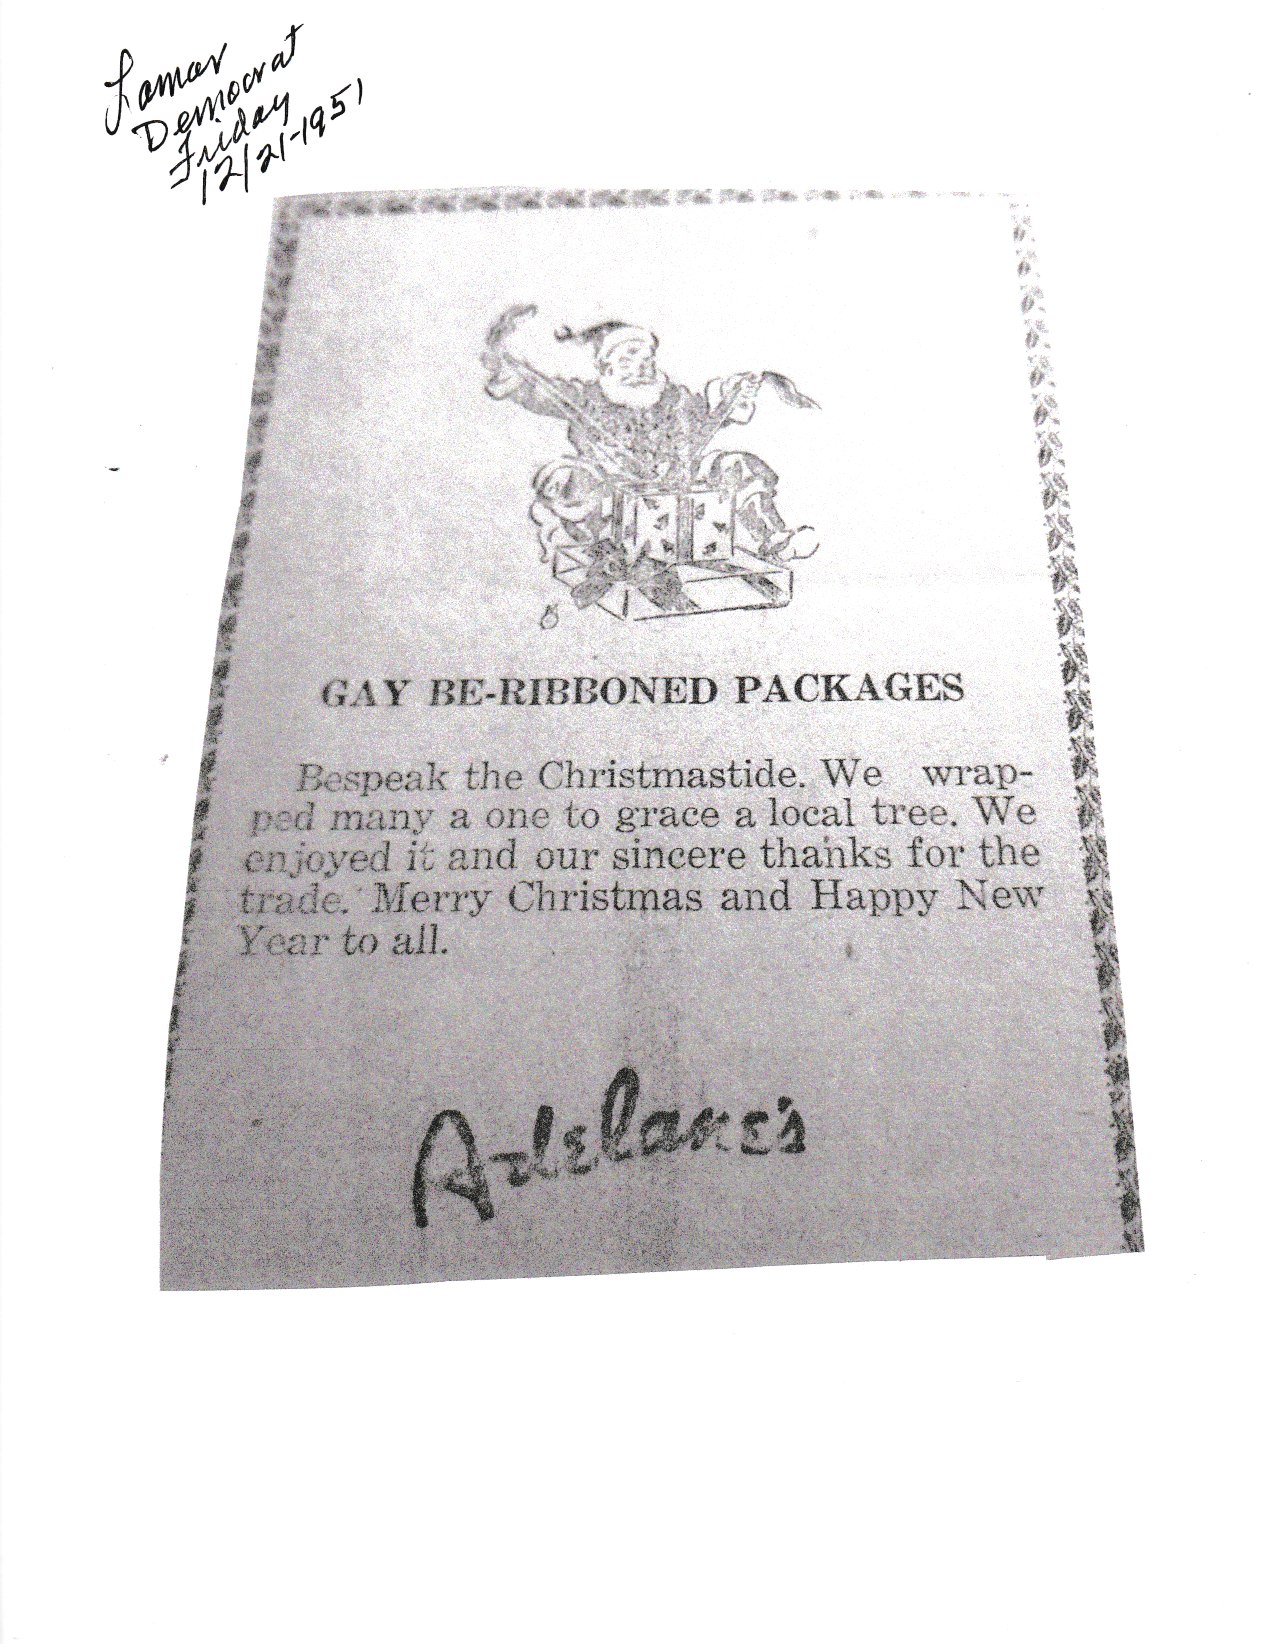 Lamar
Democrat
Friday
12/21-1951
GAY BE-RIBBONED PACKAGES
Bespeak the Christmastide. We wrap-
ped many a one to grace a local tree. We
enjoyed it and our sincere thanks for the
trade. Merry Christmas and Happy New
Year to all.
Adelane's